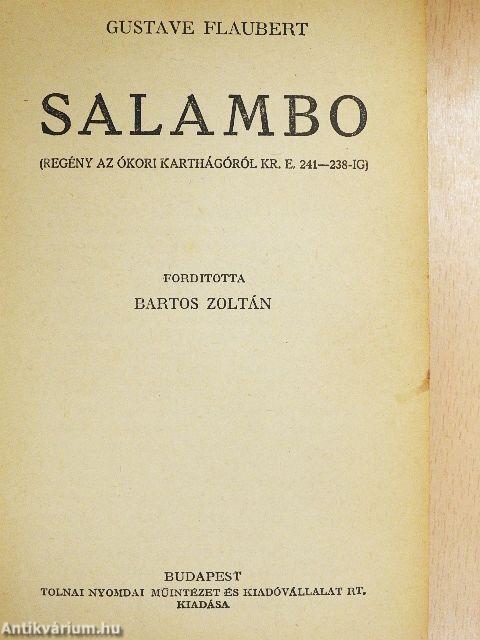 GUSTAVE FLAUBERT
SALAMBO
(REGÉNY AZ ÓKORI KARTHÁGÓRÓL KR. E. 241—238-IG)
FORDITOTTA
BARTOS ZOLTÁN
BUDAPEST
TOLNAI NYOMDAI MŰINTÉZET ÉS KIADÓVÁLLALAT RT.
KIADÁSA
Antikvárium.hu